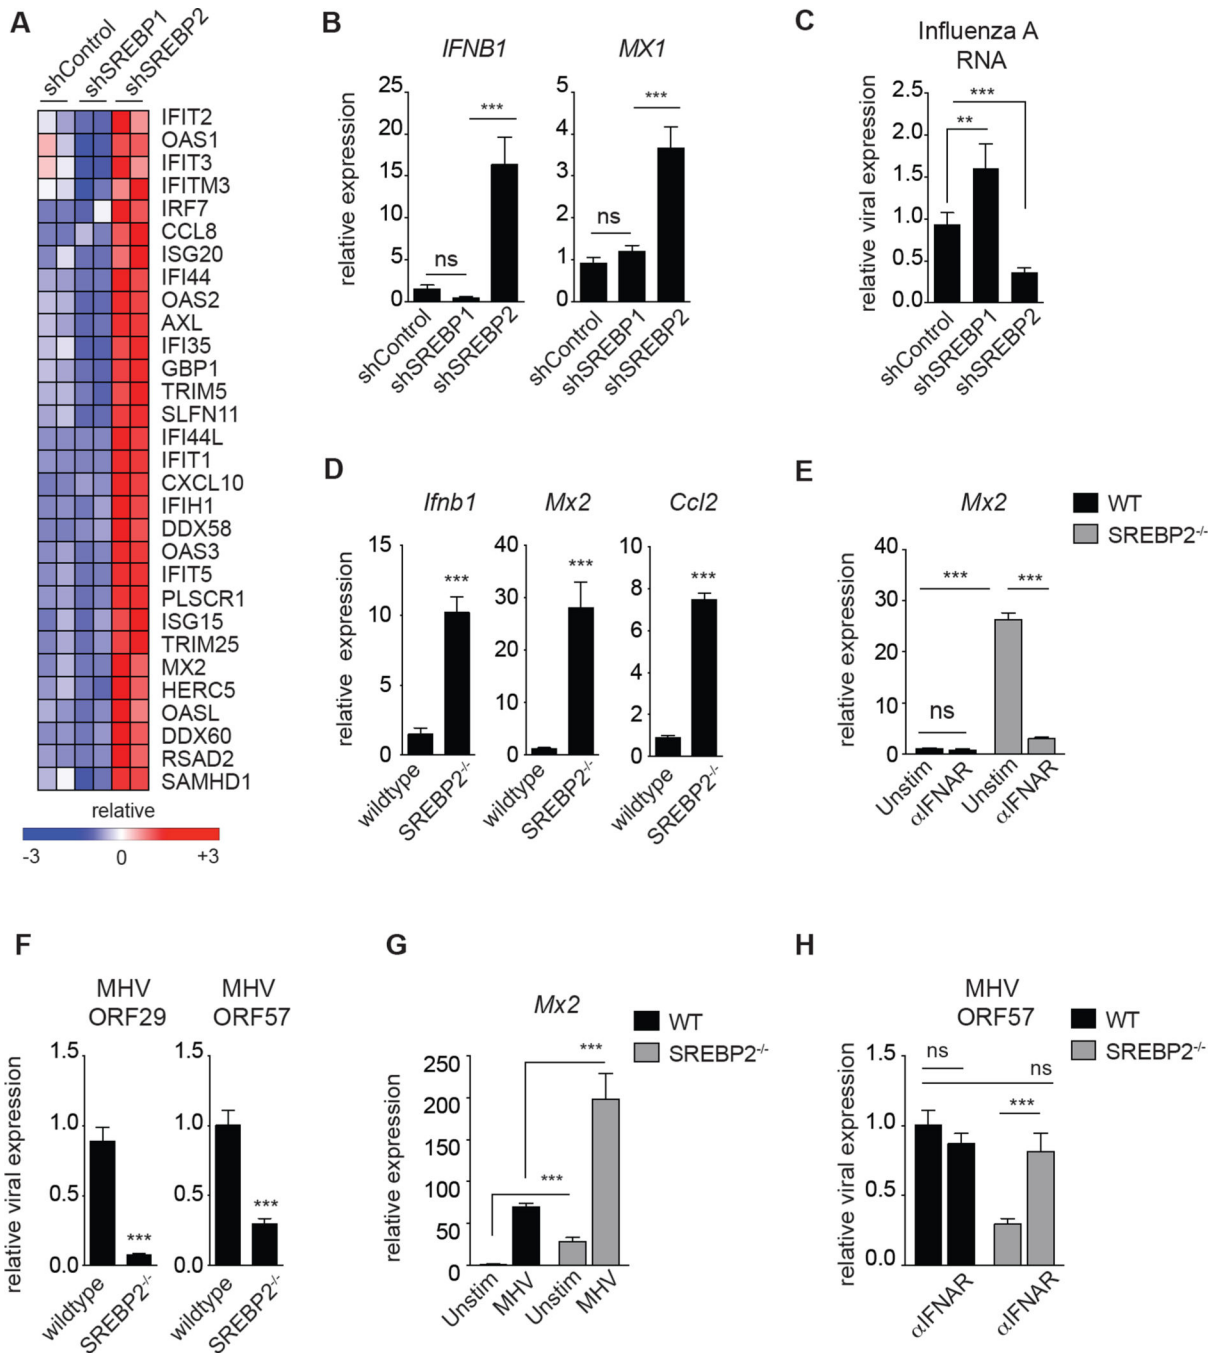 A
shControl
shSREBP1
shSREBP2
IFIT2
OAS1
IFIT3
IFITM3
IRF7
CCL8
ISG20
IFI44
OAS2
AXL
IFI35
GBP1
TRIM5
SLFN11
IFI44L
IFIT1
CXCL10
IFIH1
DDX58
OAS3
IFIT5
PLSCR1
ISG15
TRIM25
MX2
HERC5
OASL
DDX60
RSAD2
SAMHD1
relative
-3 0 +3
B
IFNB1
relative expression
25
20
15
10
5
0
ns
***
shControl
shSREBP1
shSREBP2
MX1
5
4
3
2
1
0
ns
***
shControl
shSREBP1
shSREBP2
C
Influenza A
RNA
relative viral expression
2.5
2.0
1.5
1.0
0.5
0.0
***
**
shControl
shSREBP1
shSREBP2
D
Ifnb1
relative expression
15
10
5
0
***
wildtype
SREBP2-/-
Mx2
40
30
20
10
0
***
wildtype
SREBP2-/-
Ccl2
10
8
6
4
2
0
***
wildtype
SREBP2-/-
E
Mx2
WT
SREBP2-/-
relative expression
40
30
20
10
0
***
***
ns
Unstim
αIFNAR
Unstim
αIFNAR
F
MHV
ORF29
relative viral expression
1.5
1.0
0.5
0.0
***
wildtype
SREBP2-/-
MHV
ORF57
1.5
1.0
0.5
0.0
***
wildtype
SREBP2-/-
G
Mx2
WT
SREBP2-/-
relative expression
250
200
150
100
50
0
***
***
Unstim
MHV
Unstim
MHV
H
MHV
ORF57
WT
SREBP2-/-
relative viral expression
1.5
1.0
0.5
0.0
ns
ns
***
αIFNAR
αIFNAR